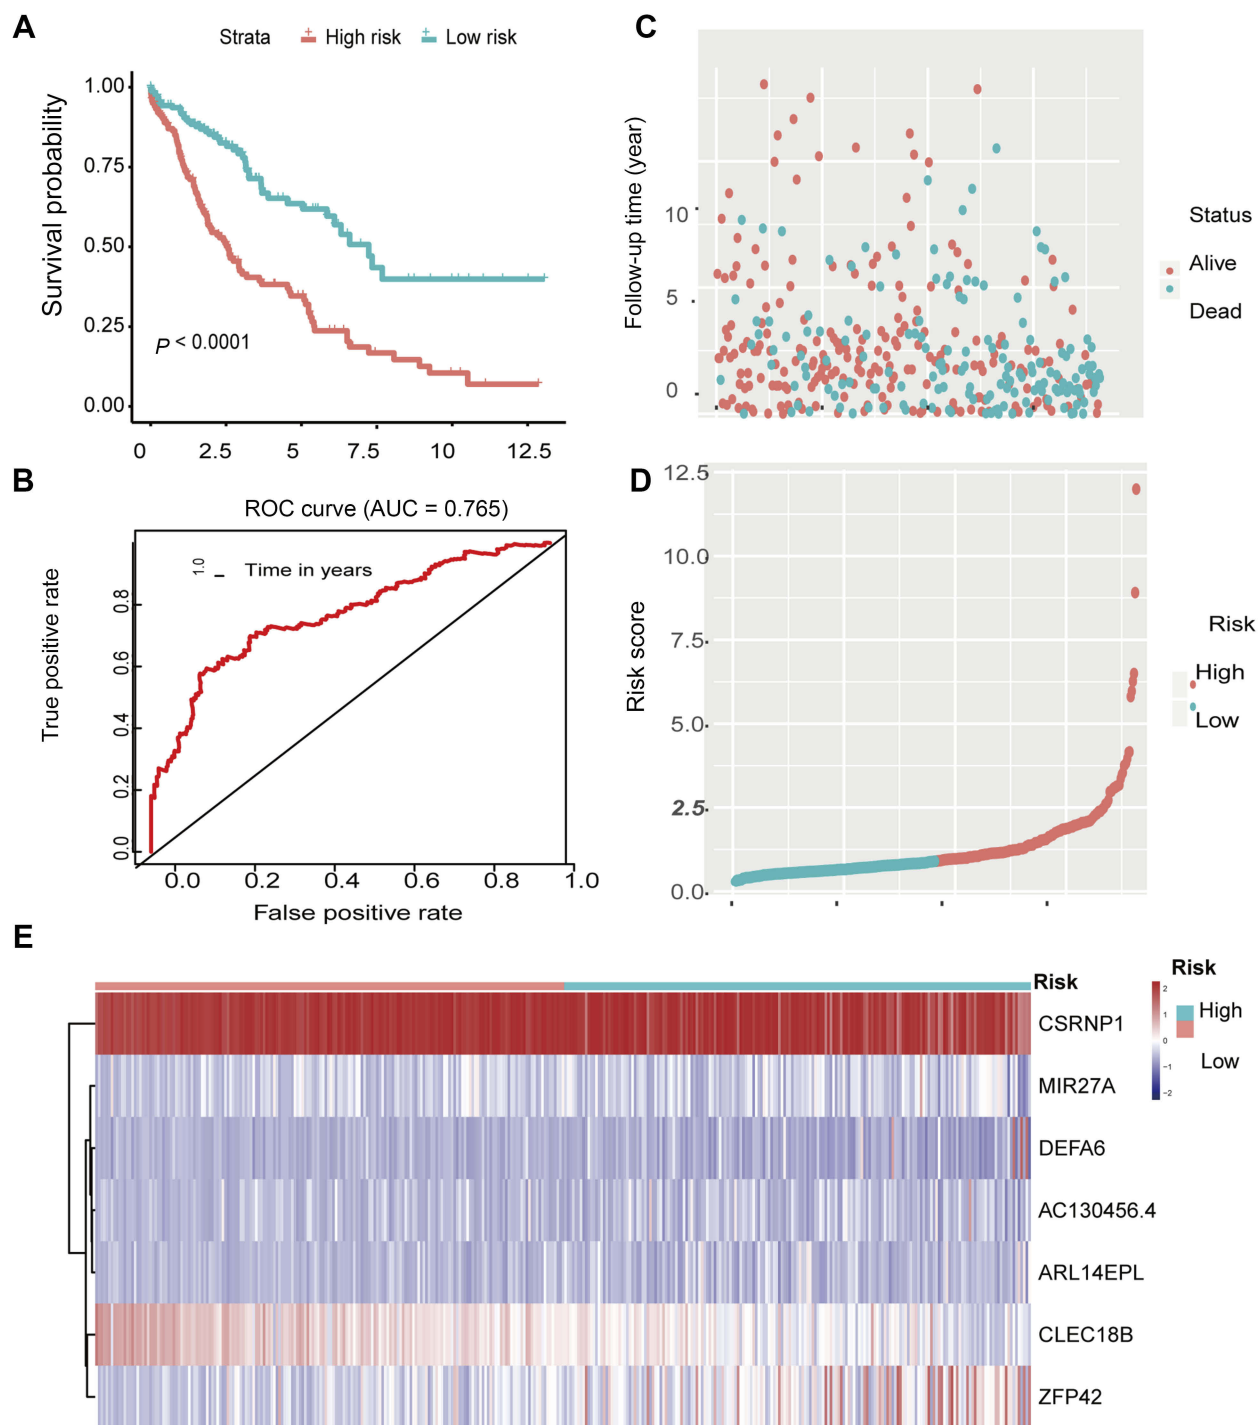 A
Strata High risk Low risk
Survival probability
1.00
0.75
0.50
0.25
0.00
P < 0.0001
0 2.5 5 7.5 10 12.5
B
ROC curve (AUC = 0.765)
True positive rate
1.0 Time in years
0.8
0.6
0.4
0.2
0.0
0.0 0.2 0.4 0.6 0.8 1.0
False positive rate
C
Follow-up time (year)
10
5
0
Status
Alive
Dead
D
Risk score
12.5
10.0
7.5
5.0
2.5
0.0
Risk
High
Low
E
Risk
CSRNP1
MIR27A
DEFA6
AC130456.4
ARL14EPL
CLEC18B
ZFP42
2
1
0
−1
−2
Risk
High
Low